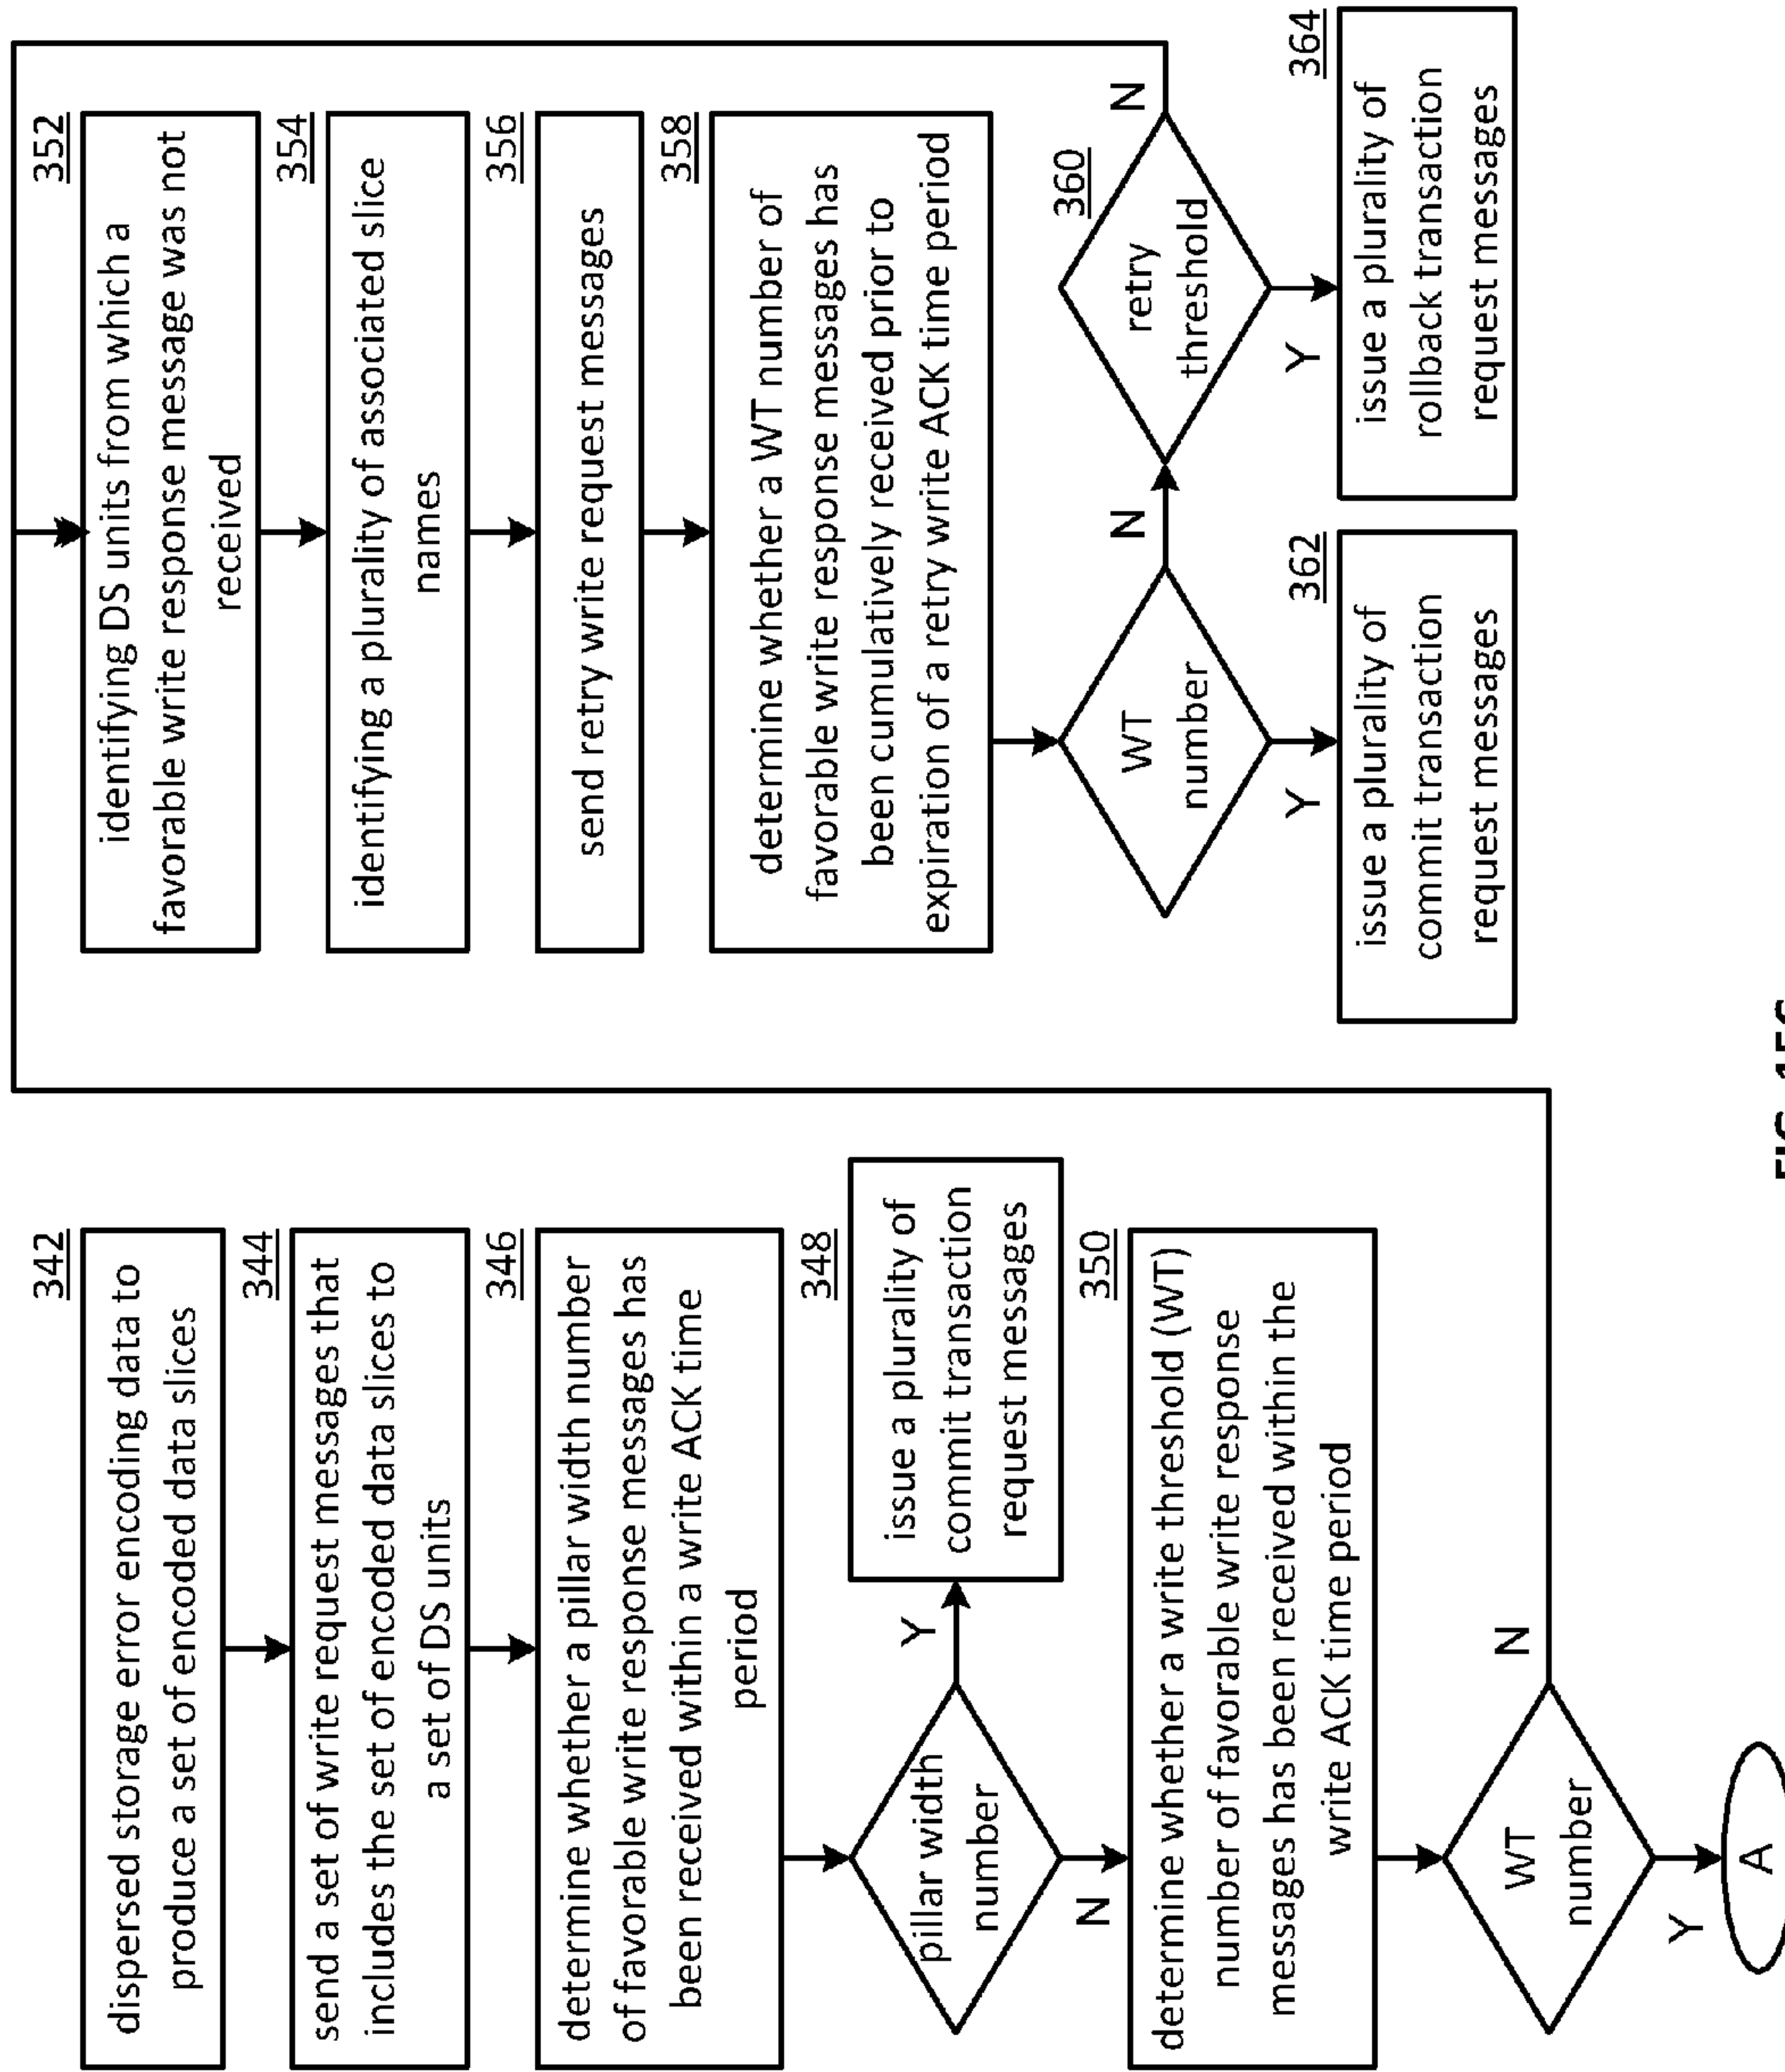 342
dispersed storage error encoding data to
produce a set of encoded data slices
344
send a set of write request messages that
includes the set of encoded data slices to
a set of DS units
346
determine whether a pillar width number
of favorable write response messages has
been received within a write ACK time
period
pillar width
number
Y
N
348
issue a plurality of
commit transaction
request messages
350
determine whether a write threshold (WT)
number of favorable write response
messages has been received within the
write ACK time period
WT
number
N
Y
A
352
identifying DS units from which a
favorable write response message was not
received
354
identifying a plurality of associated slice
names
356
send retry write request messages
358
determine whether a WT number of
favorable write response messages has
been cumulatively received prior to
expiration of a retry write ACK time period
WT
number
N
Y
360
retry
threshold
N
Y
362
issue a plurality of
commit transaction
request messages
364
issue a plurality of
rollback transaction
request messages